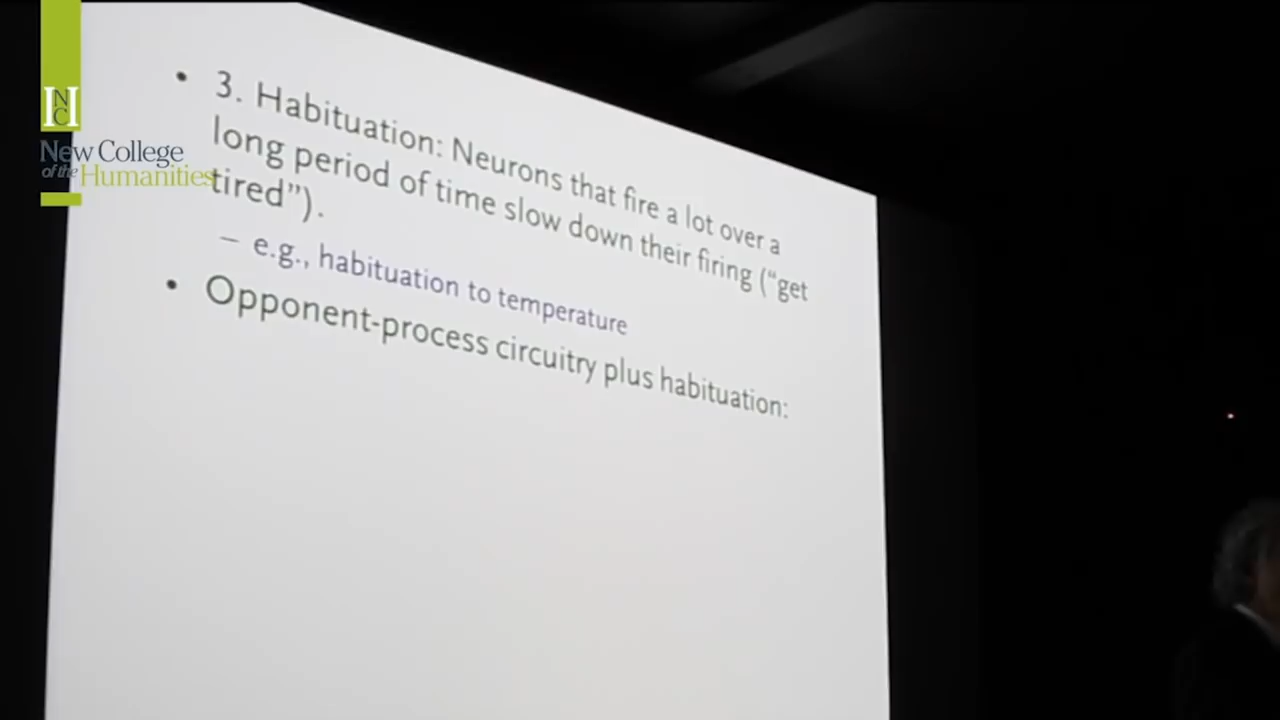 NCH
New College
of the Humanities
• 3. Habituation: Neurons that fire a lot over a
long period of time slow down their firing (“get
tired”).
– e.g., habituation to temperature
• Opponent-process circuitry plus habituation: